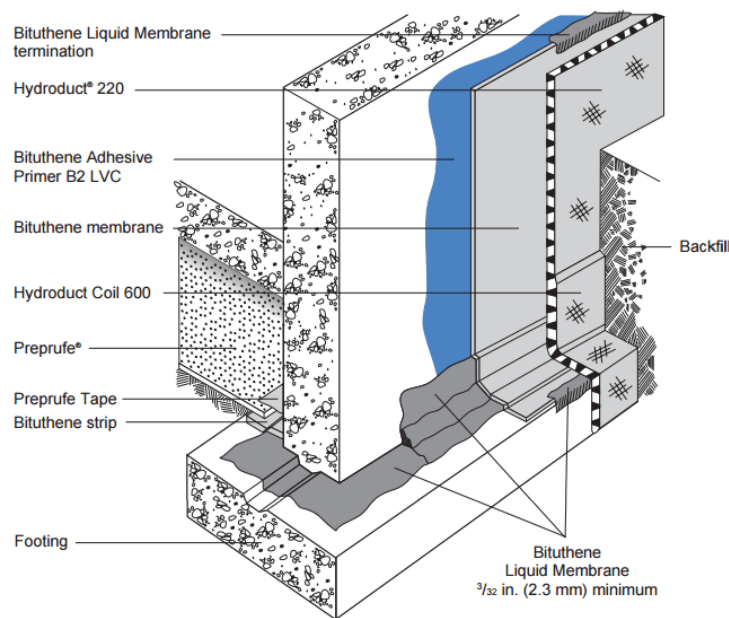 Bituthene Liquid Membrane
termination
Hydroduct® 220
Bituthene Adhesive
Primer B2 LVC
Bituthene membrane
Backfill
Hydroduct Coil 600
Preprufe®
Preprufe Tape
Bituthene strip
Footing
Bituthene
Liquid Membrane
3/32 in. (2.3 mm) minimum